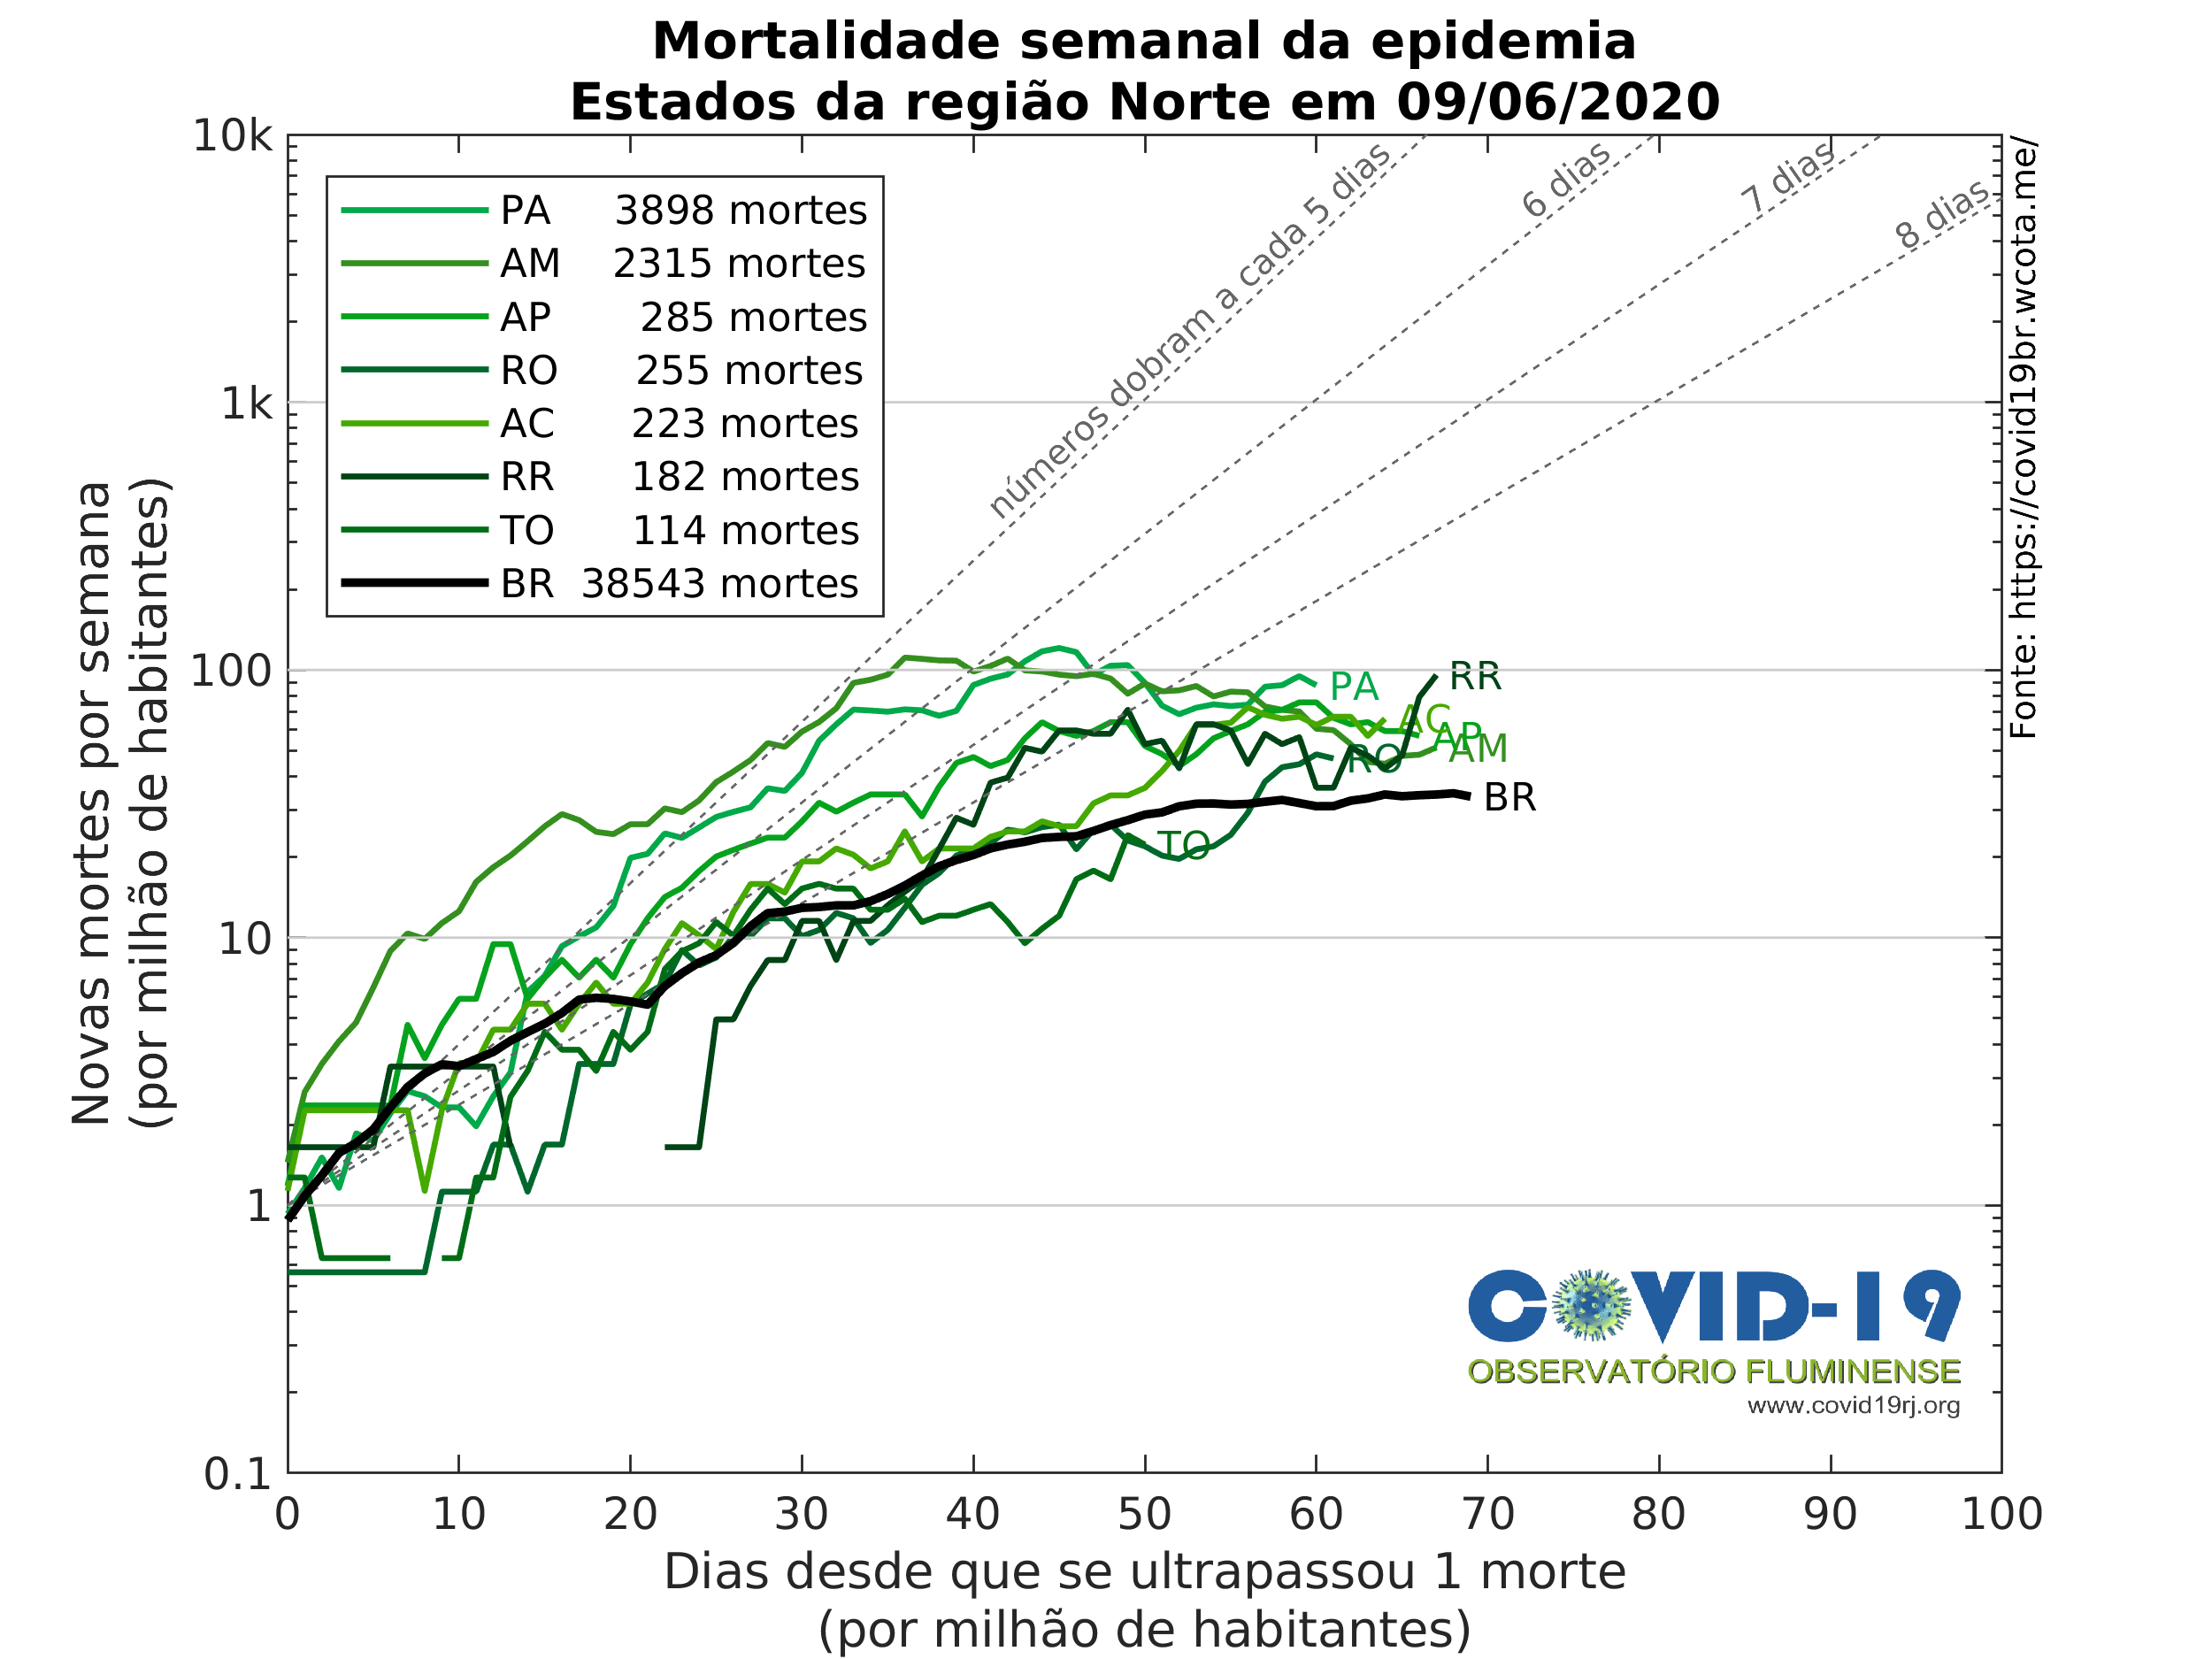 Mortalidade semanal da epidemia
Estados da região Norte em 09/06/2020
Novas mortes por semana
(por milhão de habitantes)
10k
1k
100
10
1
0.1
PA 3898 mortes
AM 2315 mortes
AP 285 mortes
RO 255 mortes
AC 223 mortes
RR 182 mortes
TO 114 mortes
BR 38543 mortes
números dobram a cada 5 dias
6 dias
7 dias
8 dias
Fonte: https://covid19br.wcota.me/
PA
RR
AC
AP
AM
RO
BR
TO
COVID-19
OBSERVATÓRIO FLUMINENSE
www.covid19rj.org
0 10 20 30 40 50 60 70 80 90 100
Dias desde que se ultrapassou 1 morte
(por milhão de habitantes)